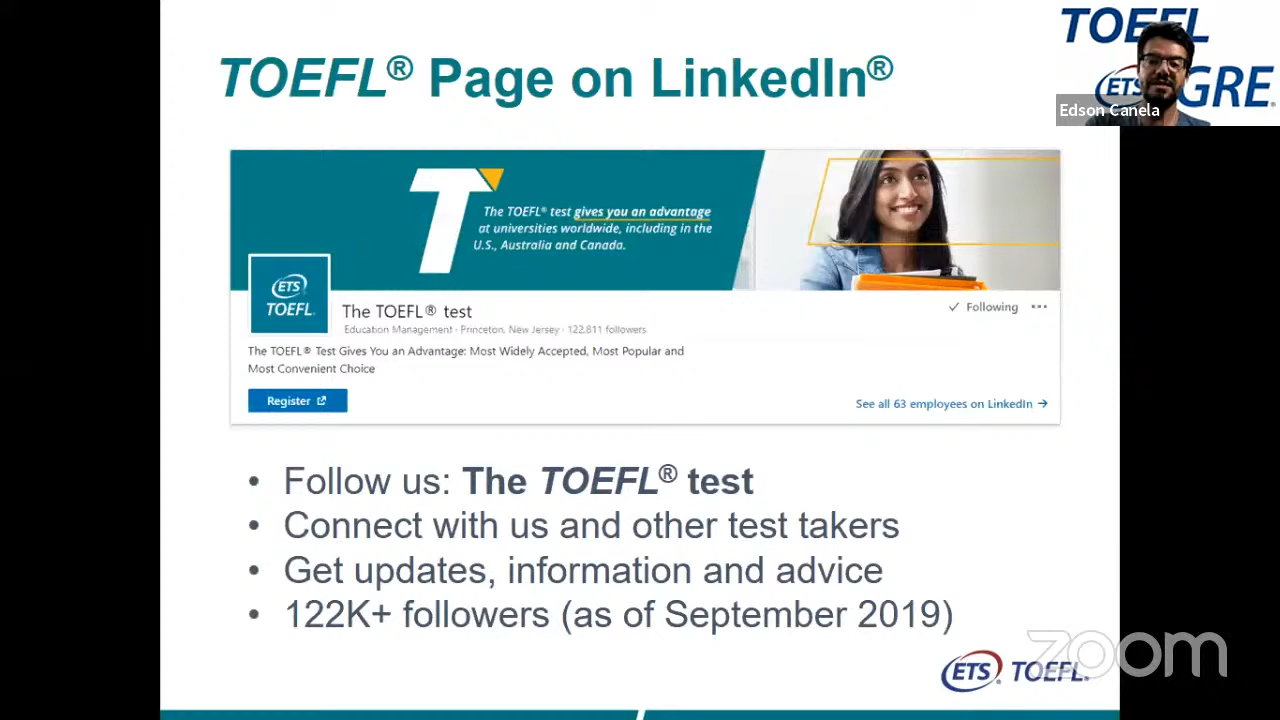 TOEFL® Page on LinkedIn®
TOEFL
ETS GRE®
Edson Canela
T
The TOEFL® test gives you an advantage
at universities worldwide, including in the
U.S., Australia and Canada.
ETS
TOEFL
The TOEFL® test
Education Management · Princeton, New Jersey · 122,811 followers
✓ Following ···
The TOEFL® Test Gives You an Advantage: Most Widely Accepted, Most Popular and
Most Convenient Choice
Register
See all 63 employees on LinkedIn →
• Follow us: The TOEFL® test
• Connect with us and other test takers
• Get updates, information and advice
• 122K+ followers (as of September 2019)
zoom
ETS® TOEFL®